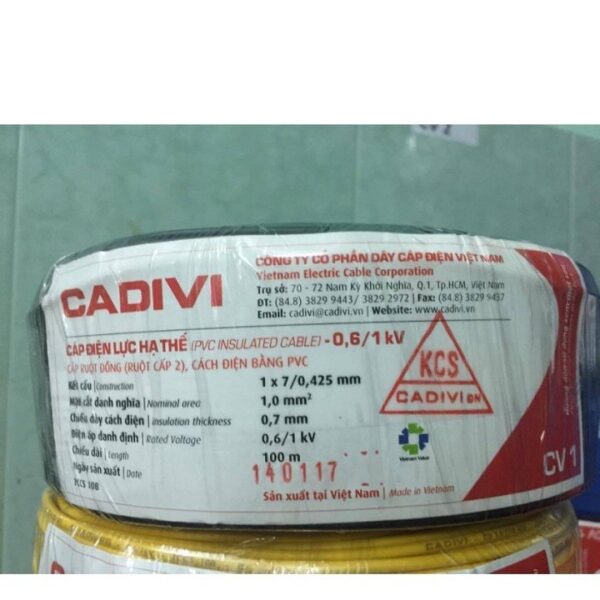 CADIVI
CÔNG TY CỔ PHẦN DÂY CÁP ĐIỆN VIỆT NAM
Vietnam Electric Cable Corporation
Trụ sở: 70 - 72 Nam Kỳ Khởi Nghĩa, Q.1, Tp.HCM, Việt Nam
ĐT: (84.8) 3829 9443/ 3829 2972 | Fax: (84.8) 3829 9437
Email: cadivi@cadivi.vn | Website: www.cadivi.vn
CÁP ĐIỆN LỰC HẠ THẾ (PVC INSULATED CABLE) - 0,6/1 kV
CÁP RUỘT ĐỒNG (RUỘT CẤP 2), CÁCH ĐIỆN BẰNG PVC
Kết cấu | Construction 1 x 7/0,425 mm
Mặt cắt danh nghĩa | Nominal area 1,0 mm²
Chiều dày cách điện | Insulation thickness 0,7 mm
Điện áp danh định | Rated Voltage 0,6/1 kV
Chiều dài | Length 100 m
Ngày sản xuất | Date 140117
KCS 108
Sản xuất tại Việt Nam | Made in Vietnam
KCS
CADIVI ĐN
Vietnam Value
CV 1